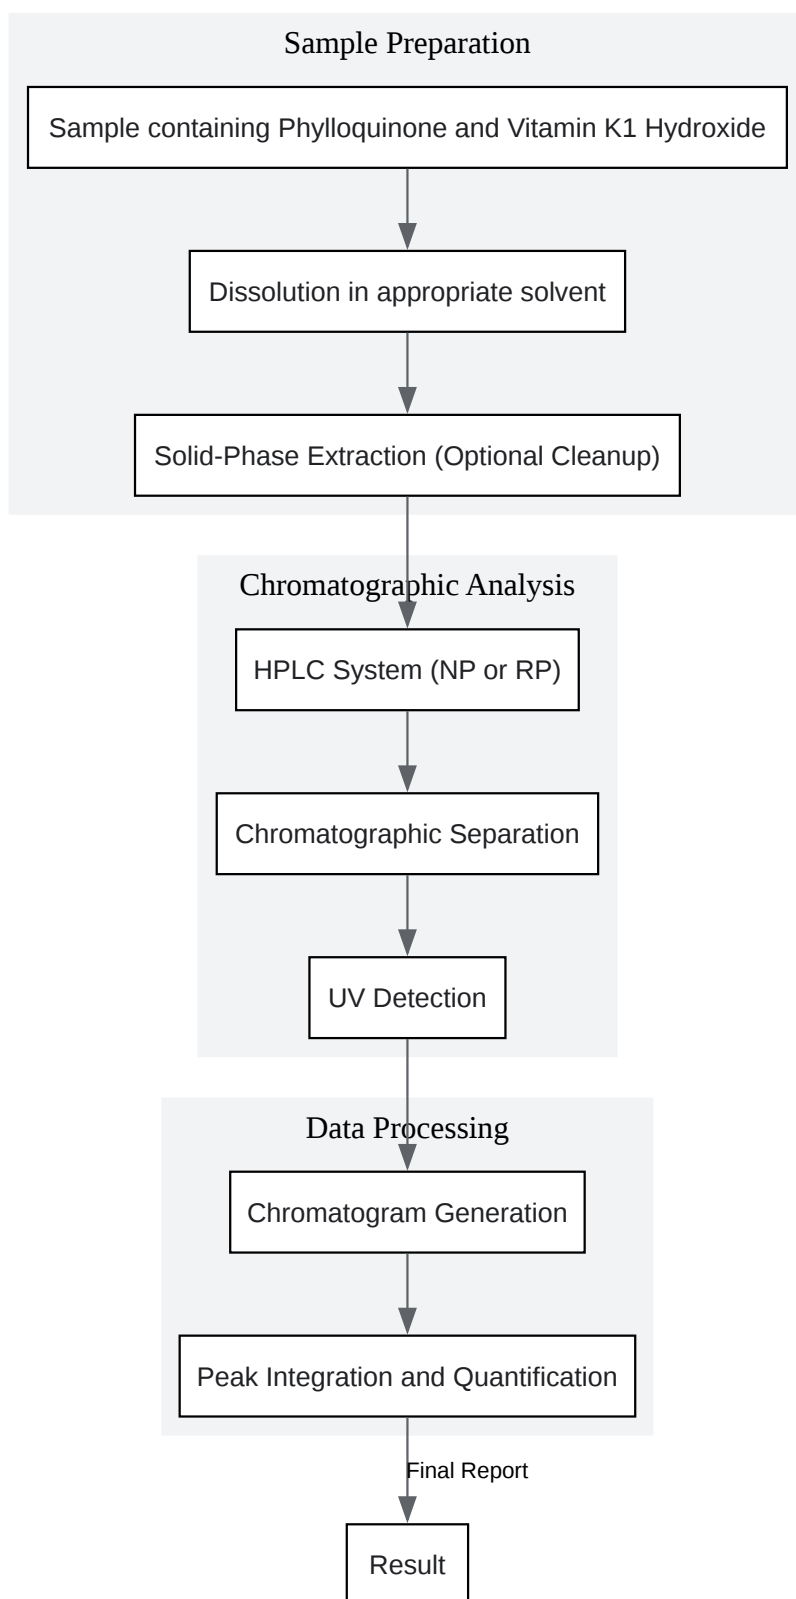 Sample Preparation
Sample containing Phylloquinone and Vitamin K1 Hydroxide
Dissolution in appropriate solvent
Solid-Phase Extraction (Optional Cleanup)
Chromatographic Analysis
HPLC System (NP or RP)
Chromatographic Separation
UV Detection
Data Processing
Chromatogram Generation
Peak Integration and Quantification
Final Report
Result